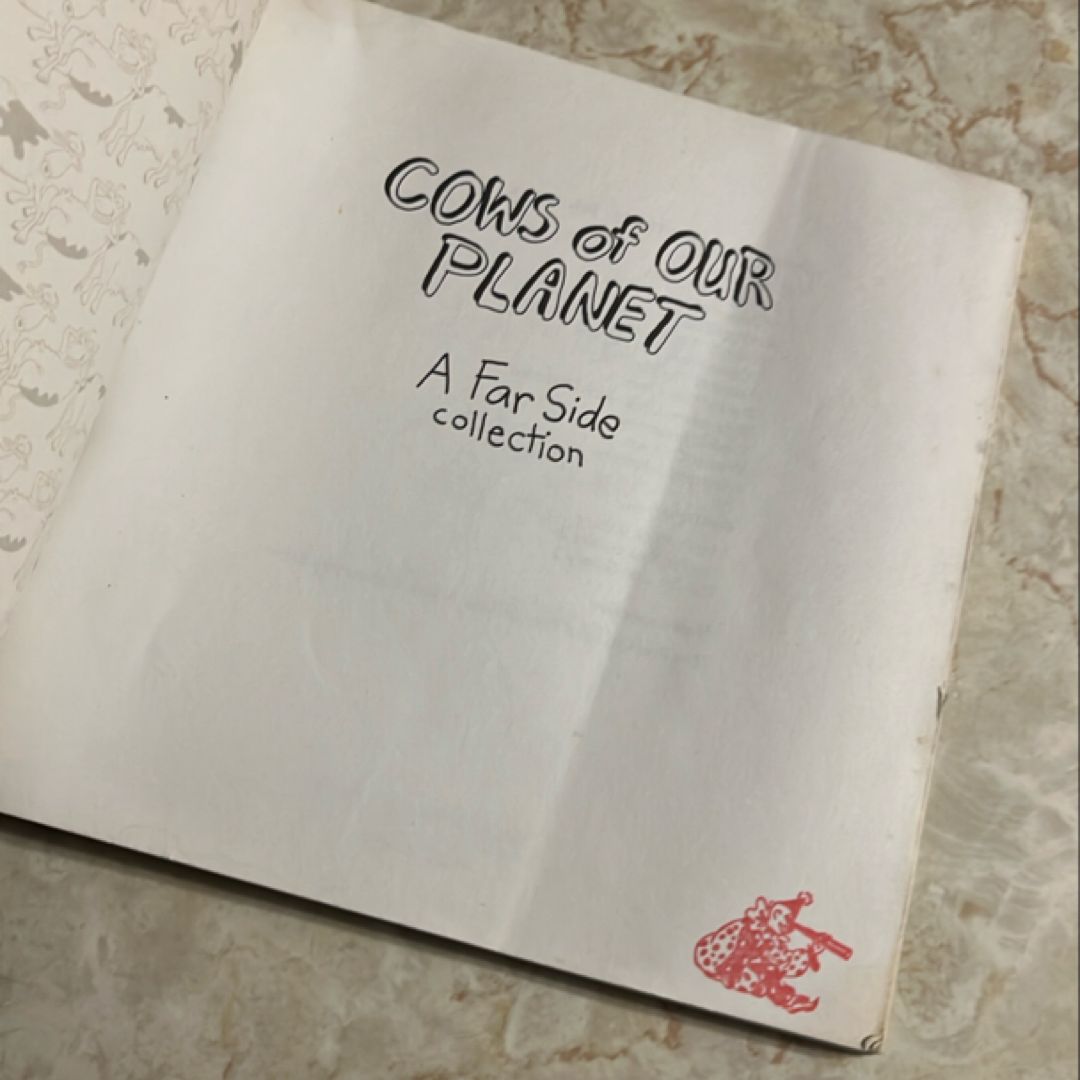 COWS of OUR
PLANET
A Far Side
collection